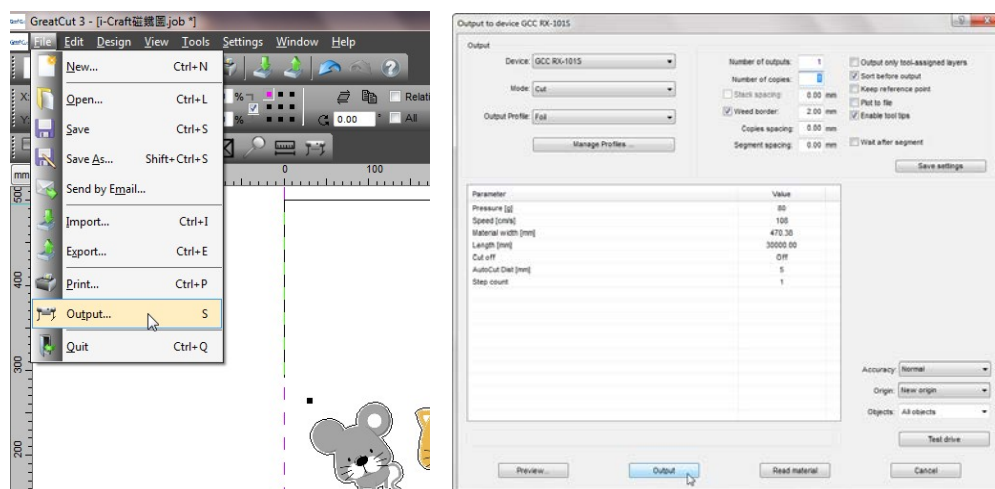 GreatCut 3 - [i-Craft磁鐵圖.job *]
File Edit Design View Tools Settings Window Help
New... Ctrl+N
Open... Ctrl+L
Save Ctrl+S
Save As... Shift+Ctrl+S
Send by Email...
Import... Ctrl+I
Export... Ctrl+E
Print... Ctrl+P
Output... S
Quit Ctrl+Q
X:
%
Relati
Y:
%
0.00 °
All
mm
0 100
500
400
300
200
Output to device GCC RX-101S
Output
Device: GCC RX-101S
Mode: Cut
Output Profile: Foil
Manage Profiles ...
Number of outputs: 1
Number of copies:
Stack spacing: 0.00 mm
Weed border: 2.00 mm
Copies spacing: 0.00 mm
Segment spacing: 0.00 mm
Output only tool-assigned layers
Sort before output
Keep reference point
Plot to file
Enable tool tips
Wait after segment
Save settings
Parameter Value
Pressure [g] 80
Speed [cm/s] 108
Material width [mm] 470.38
Length [mm] 30000.00
Cut off Off
AutoCut Dist [mm] 5
Step count 1
Accuracy: Normal
Origin: New origin
Objects: All objects
Test drive
Preview... Output Read material Cancel